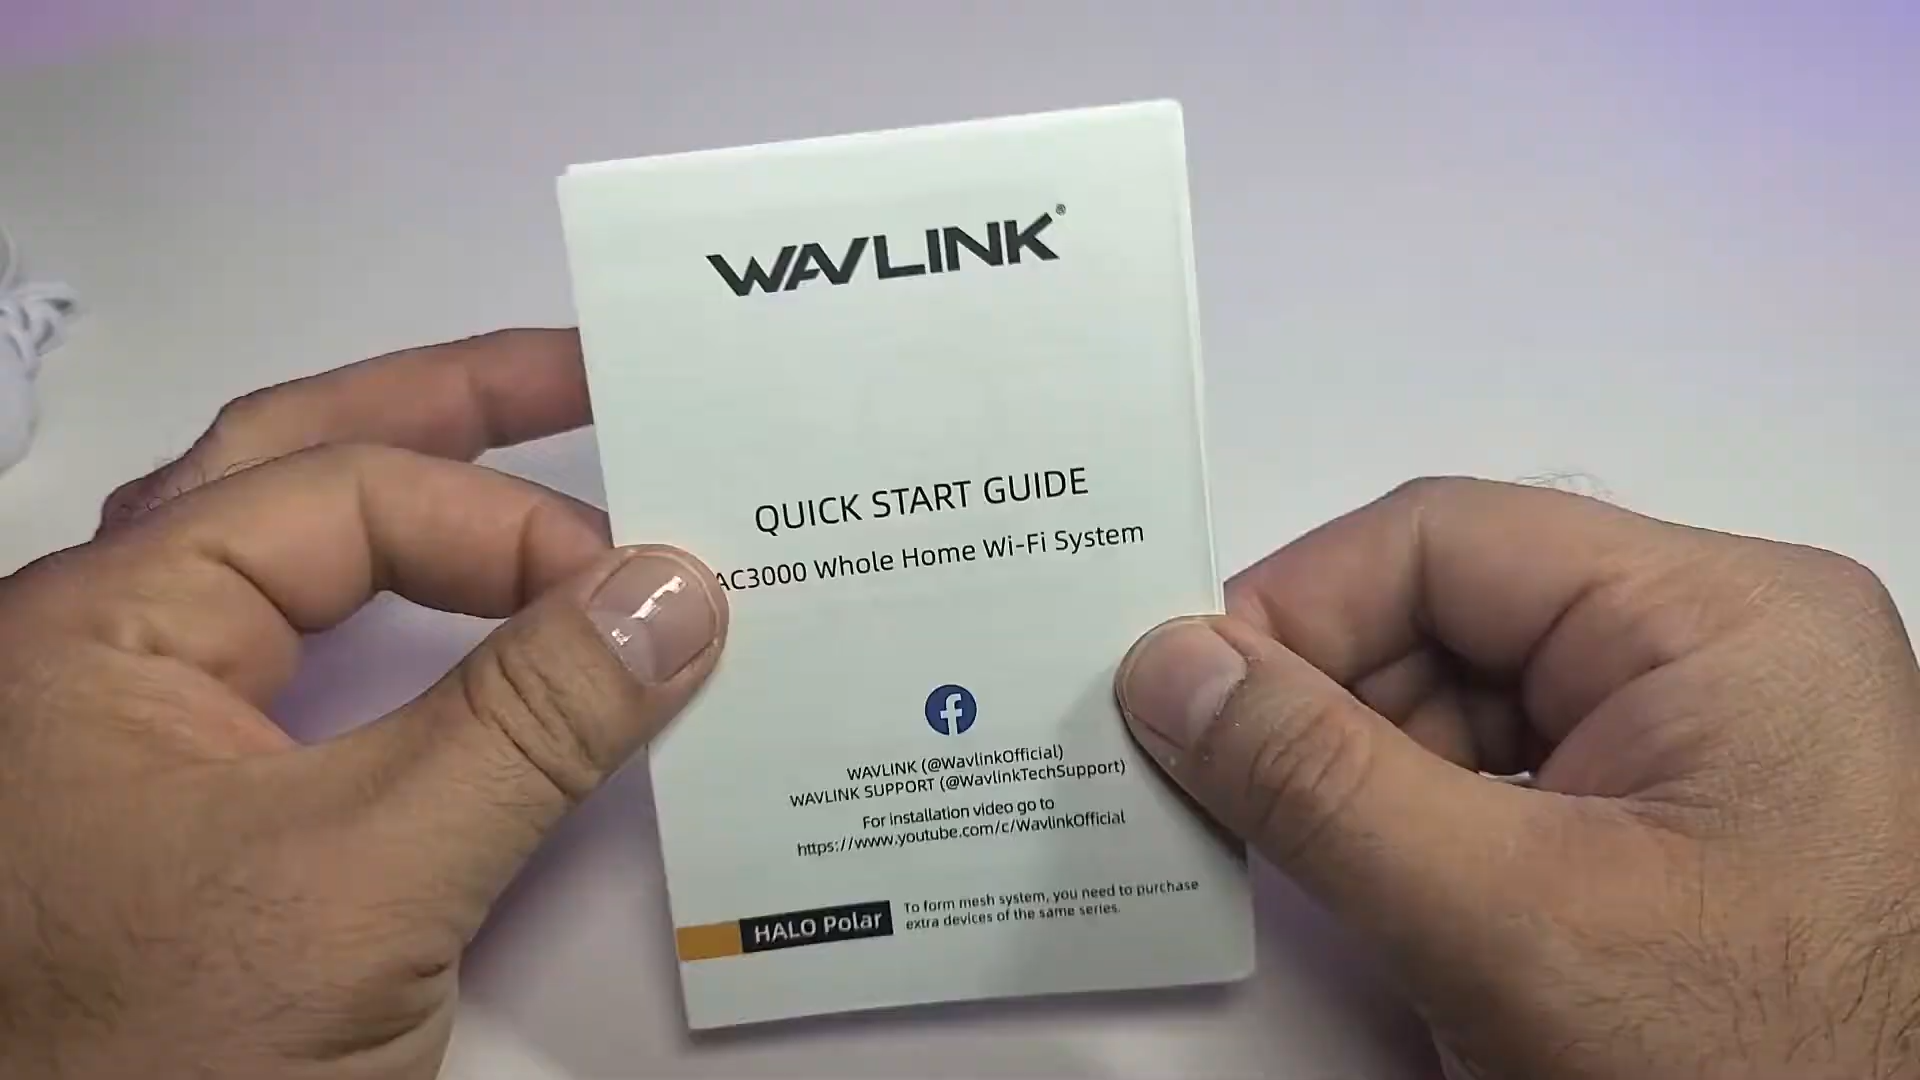 WAVLINK®
QUICK START GUIDE
AC3000 Whole Home Wi-Fi System
WAVLINK (@WavlinkOfficial)
WAVLINK SUPPORT (@WavlinkTechSupport)
For installation video go to
https://www.youtube.com/c/WavlinkOfficial
HALO Polar
To form mesh system, you need to purchase
extra devices of the same series.